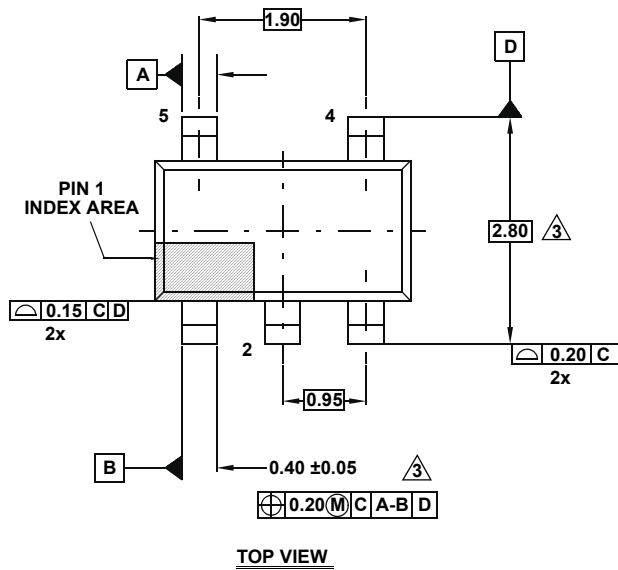 1.90
D
A
5
4
PIN 1
INDEX AREA
2.80
3
0.15 C D
2x
2
0.20 C
2x
0.95
B
0.40 ±0.05
3
0.20 M C A-B D
TOP VIEW